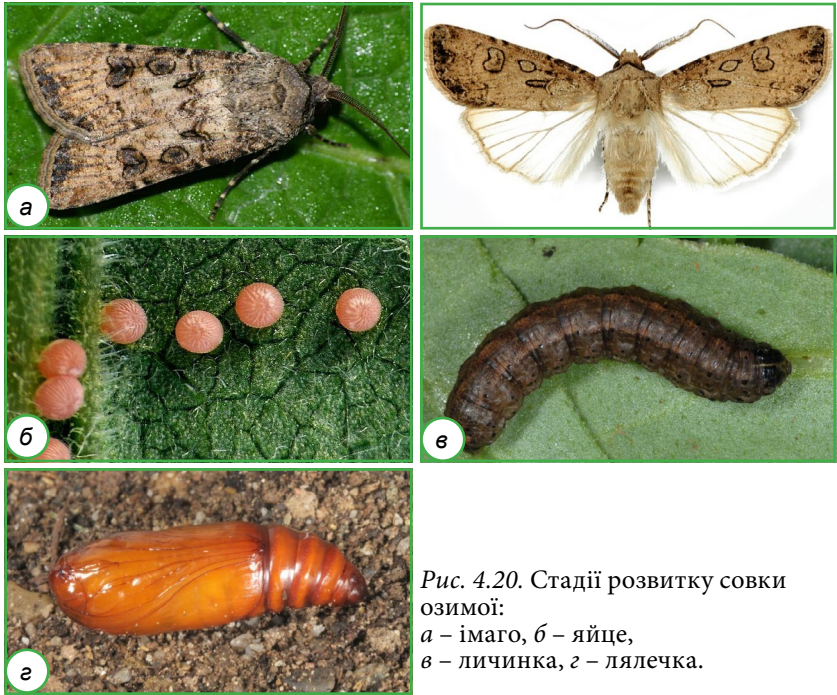 а
б
в
г
Рис. 4.20. Стадії розвитку совки
озимої:
а – імаго, б – яйце,
в – личинка, г – лялечка.